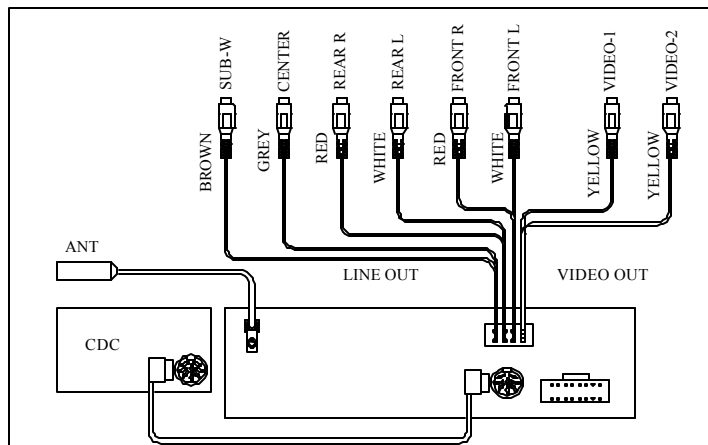 SUB-W
CENTER
REAR R
REAR L
FRONT R
FRONT L
VIDEO-1
VIDEO-2
BROWN
GREY
RED
WHITE
RED
WHITE
YELLOW
YELLOW
ANT
LINE OUT
VIDEO OUT
CDC